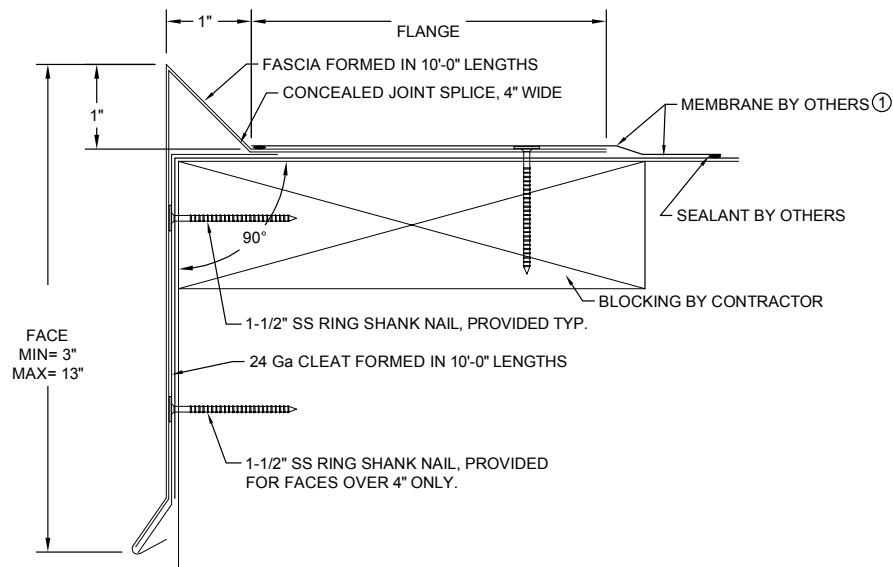 1"
FLANGE
FASCIA FORMED IN 10'-0" LENGTHS
CONCEALED JOINT SPLICE, 4" WIDE
1"
MEMBRANE BY OTHERS ①
SEALANT BY OTHERS
90°
BLOCKING BY CONTRACTOR
1-1/2" SS RING SHANK NAIL, PROVIDED TYP.
FACE
MIN= 3"
MAX= 13"
24 Ga CLEAT FORMED IN 10'-0" LENGTHS
1-1/2" SS RING SHANK NAIL, PROVIDED
FOR FACES OVER 4" ONLY.